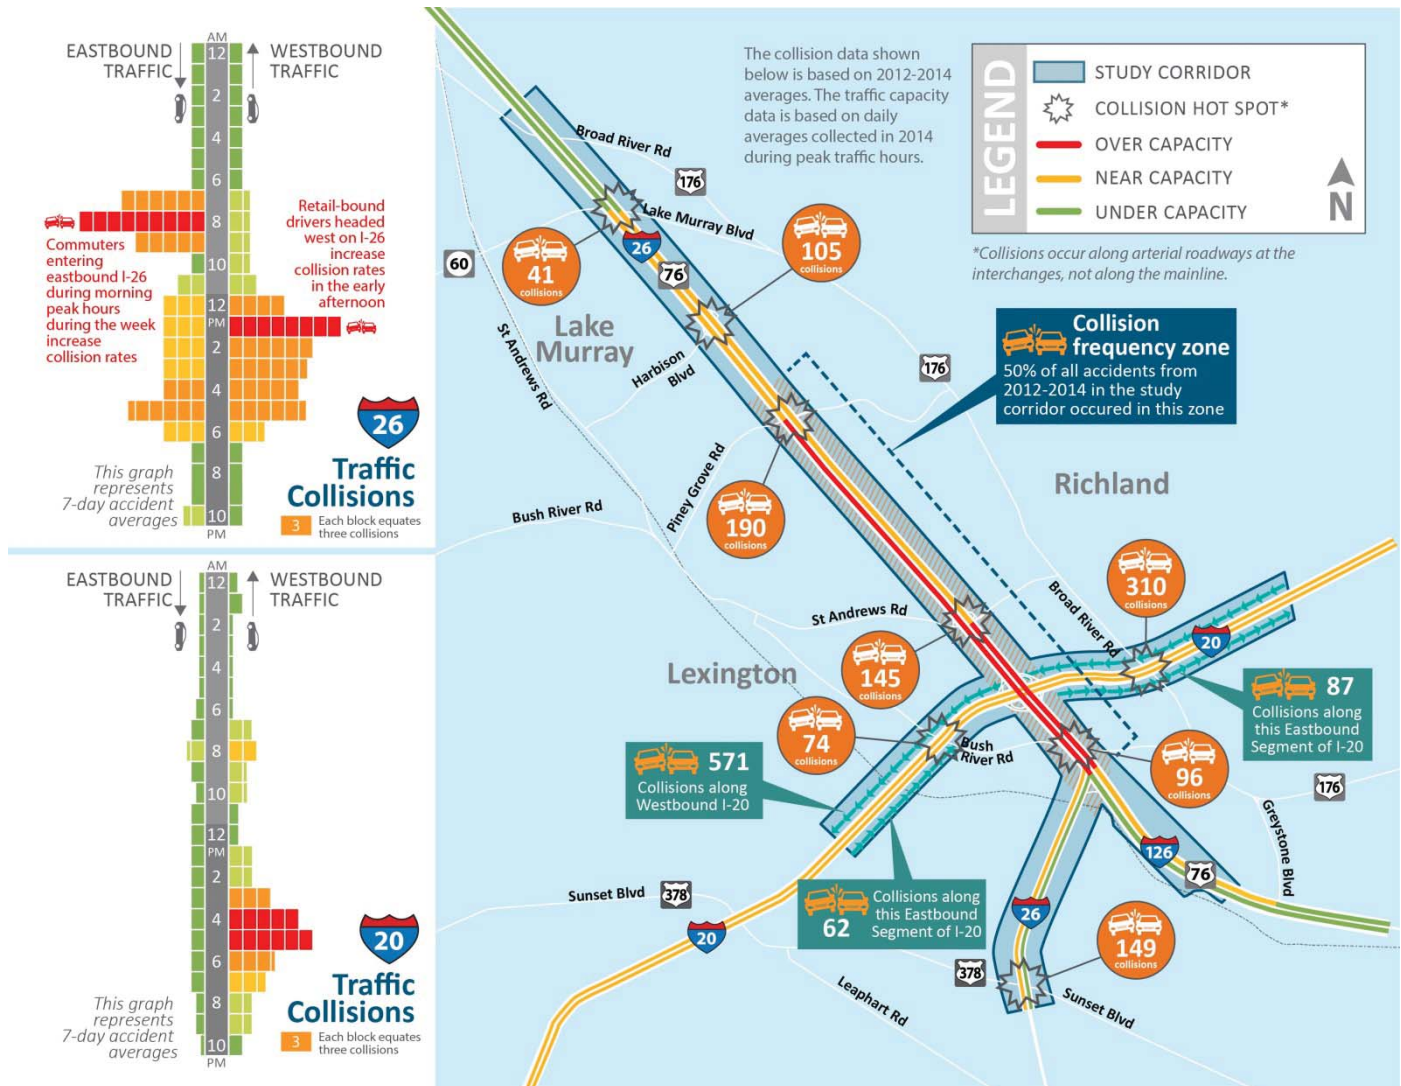 AM
EASTBOUND
TRAFFIC
WESTBOUND
TRAFFIC
12
2
4
6
8
10
12
PM
2
4
6
8
10
PM
Commuters
entering
eastbound I-26
during morning
peak hours
during the week
increase
collision rates
Retail-bound
drivers headed
west on I-26
increase
collision rates
in the early
afternoon
This graph
represents
7-day accident
averages
26
Traffic
Collisions
3
Each block equates
three collisions
AM
EASTBOUND
TRAFFIC
WESTBOUND
TRAFFIC
12
2
4
6
8
10
12
PM
2
4
6
8
10
PM
This graph
represents
7-day accident
averages
20
Traffic
Collisions
3
Each block equates
three collisions
The collision data shown
below is based on 2012-2014
averages. The traffic capacity
data is based on daily
averages collected in 2014
during peak traffic hours.
LEGEND
STUDY CORRIDOR
COLLISION HOT SPOT*
OVER CAPACITY
NEAR CAPACITY
UNDER CAPACITY
N
*Collisions occur along arterial roadways at the
interchanges, not along the mainline.
Collision
frequency zone
50% of all accidents from
2012-2014 in the study
corridor occured in this zone
Broad River Rd
176
Lake Murray Blvd
60
41
collisions
26
76
105
collisions
Lake
Murray
St Andrews Rd
Harbison
Blvd
176
Piney Grove Rd
190
collisions
Bush River Rd
Richland
310
collisions
Broad River Rd
20
St Andrews Rd
145
collisions
Lexington
74
collisions
Bush
River Rd
87
Collisions along
this Eastbound
Segment of I-20
571
Collisions along
Westbound I-20
96
collisions
176
Greystone Blvd
126
76
Sunset Blvd
378
20
62
Collisions along
this Eastbound
Segment of I-20
26
149
collisions
378
Leaphart Rd
Sunset Blvd